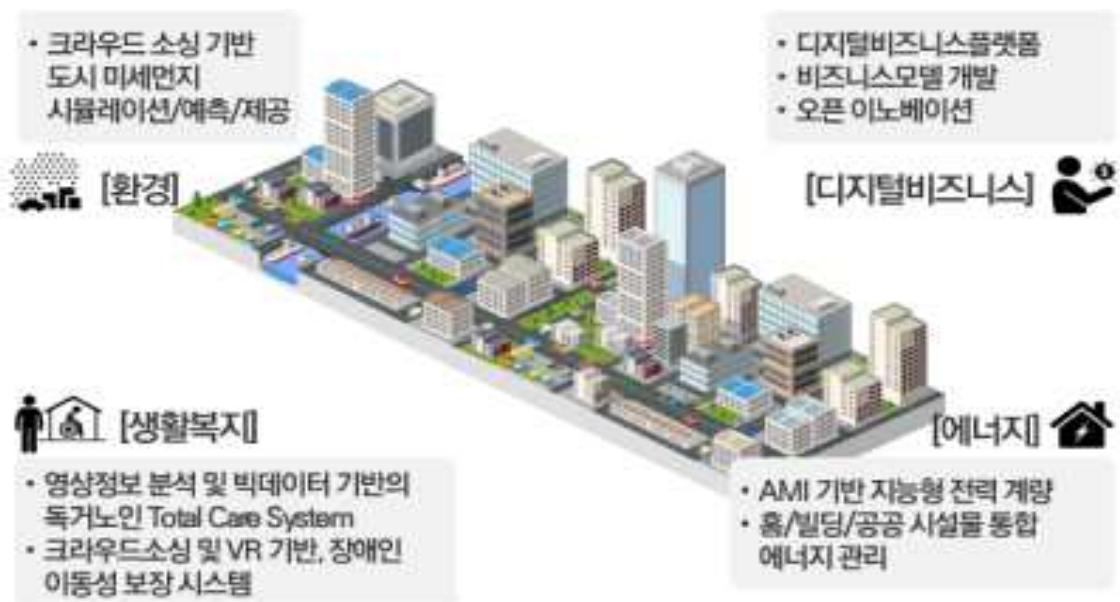 • 크라우드 소싱 기반
도시 미세먼지
시뮬레이션/예측/제공
[환경]
• 디지털비즈니스플랫폼
• 비즈니스모델 개발
• 오픈 이노베이션
[디지털비즈니스]
[생활복지]
• 영상정보 분석 및 빅데이터 기반의
독거노인 Total Care System
• 크라우드소싱 및 VR 기반, 장애인
이동성 보장 시스템
[에너지]
• AMI 기반 지능형 전력 계량
• 홈/빌딩/공공 시설물 통합
에너지 관리